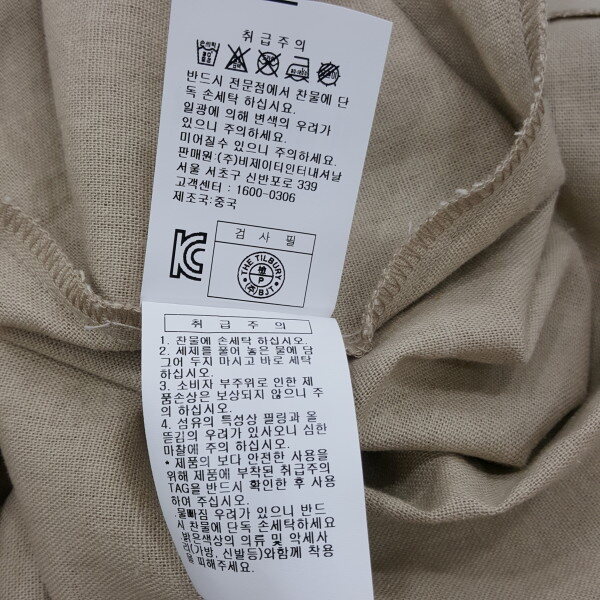 취급주의
반드시 전문점에서 찬물에 단
독 손세탁 하십시요.
일광에 의해 변색의 우려가
있으니 주의하세요.
미어질수 있으니 주의하세요.
판매원:(주)비제이티인터내셔날
서울 서초구 신반포로 339
고객센터 : 1600-0306
제조국:중국
검 사 필
THE TILBURY
檢
P
(주)BJT
취 급 주 의
1. 찬물에 손세탁 하십시오.
2. 세제를 풀어 놓은 물에 담
그어 두지 마시고 바로 세탁
하십시오.
3. 소비자 부주위로 인한 제
품손상은 보상되지 않으니 주
의 하십시오.
4. 섬유의 특성상 필링과 올
뜯김의 우려가 있사오니 심한
마찰에 주의 하십시오.
* 제품의 보다 안전한 사용을
위해 제품에 부착된 취급주의
TAG을 반드시 확인한 후 사용
하여 주십시오.
물빠짐 우려가 있으니 반드
시 찬물에 단독 손세탁하세요
밝은색상의 의류 및 악세사
리(가방, 신발등)와함께 착용
을 피해주세요.